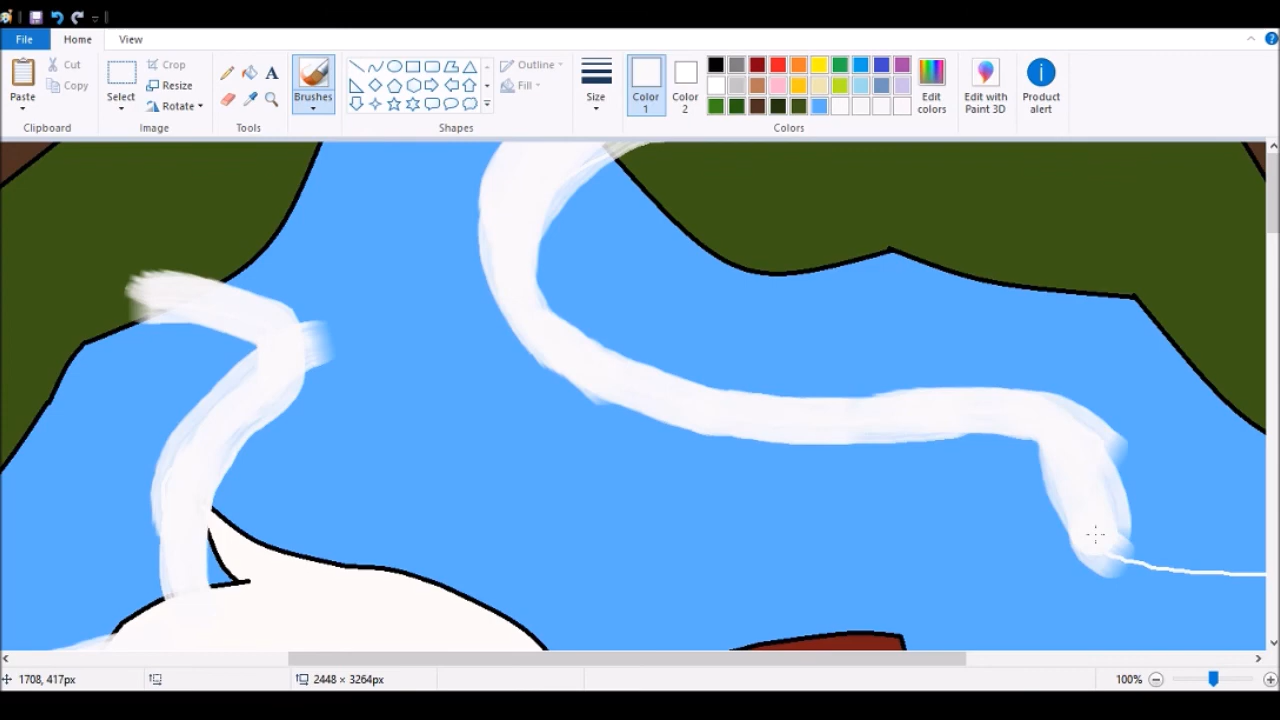 File Home View
Paste
Cut
Copy
Clipboard
Select
Crop
Resize
Rotate
Image
A
Tools
Brushes
Shapes
Outline
Fill
Size
Color 1
Color 2
Edit colors
Colors
Edit with Paint 3D
Product alert
1708, 417px
2448 × 3264px
100%